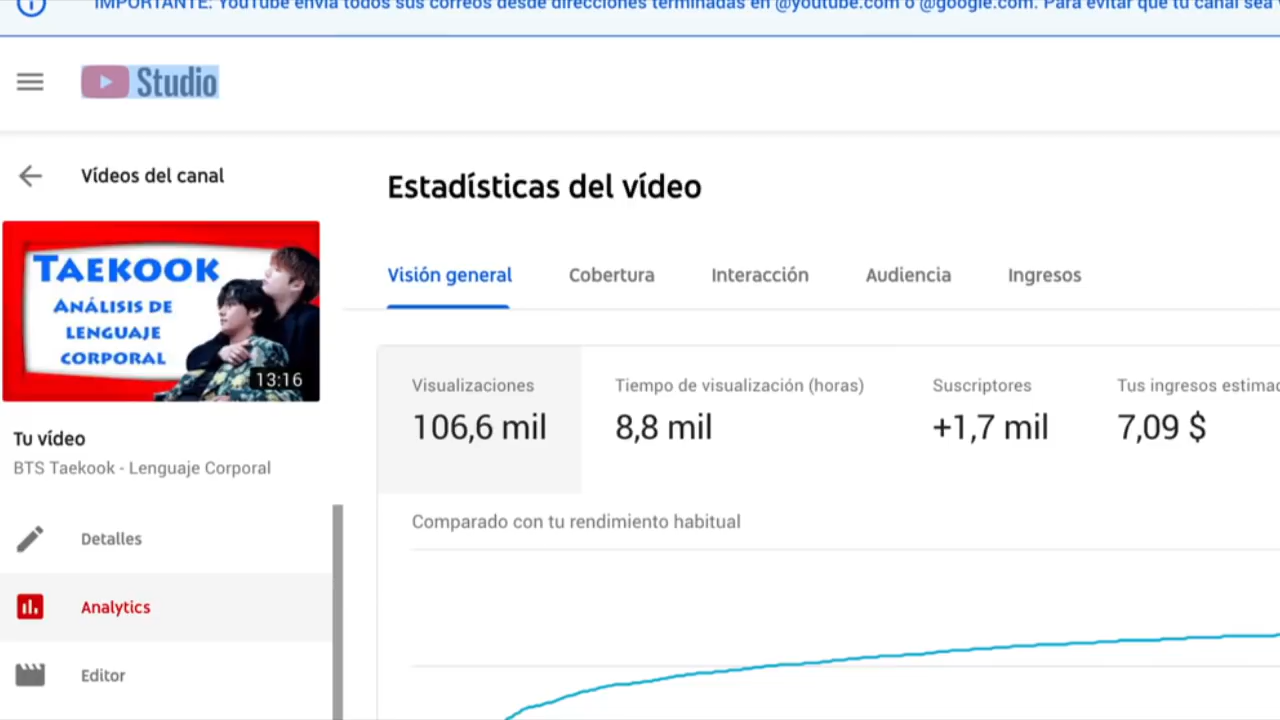 IMPORTANTE: YouTube envía todos sus correos desde direcciones terminadas en @youtube.com o @google.com. Para evitar que tu canal sea
Studio
Vídeos del canal
TAEKOOK
ANÁLISIS DE
LENGUAJE
CORPORAL
13:16
Tu vídeo
BTS Taekook - Lenguaje Corporal
Detalles
Analytics
Editor
Estadísticas del vídeo
Visión general Cobertura Interacción Audiencia Ingresos
Visualizaciones Tiempo de visualización (horas) Suscriptores Tus ingresos estimad
106,6 mil 8,8 mil +1,7 mil 7,09 $
Comparado con tu rendimiento habitual